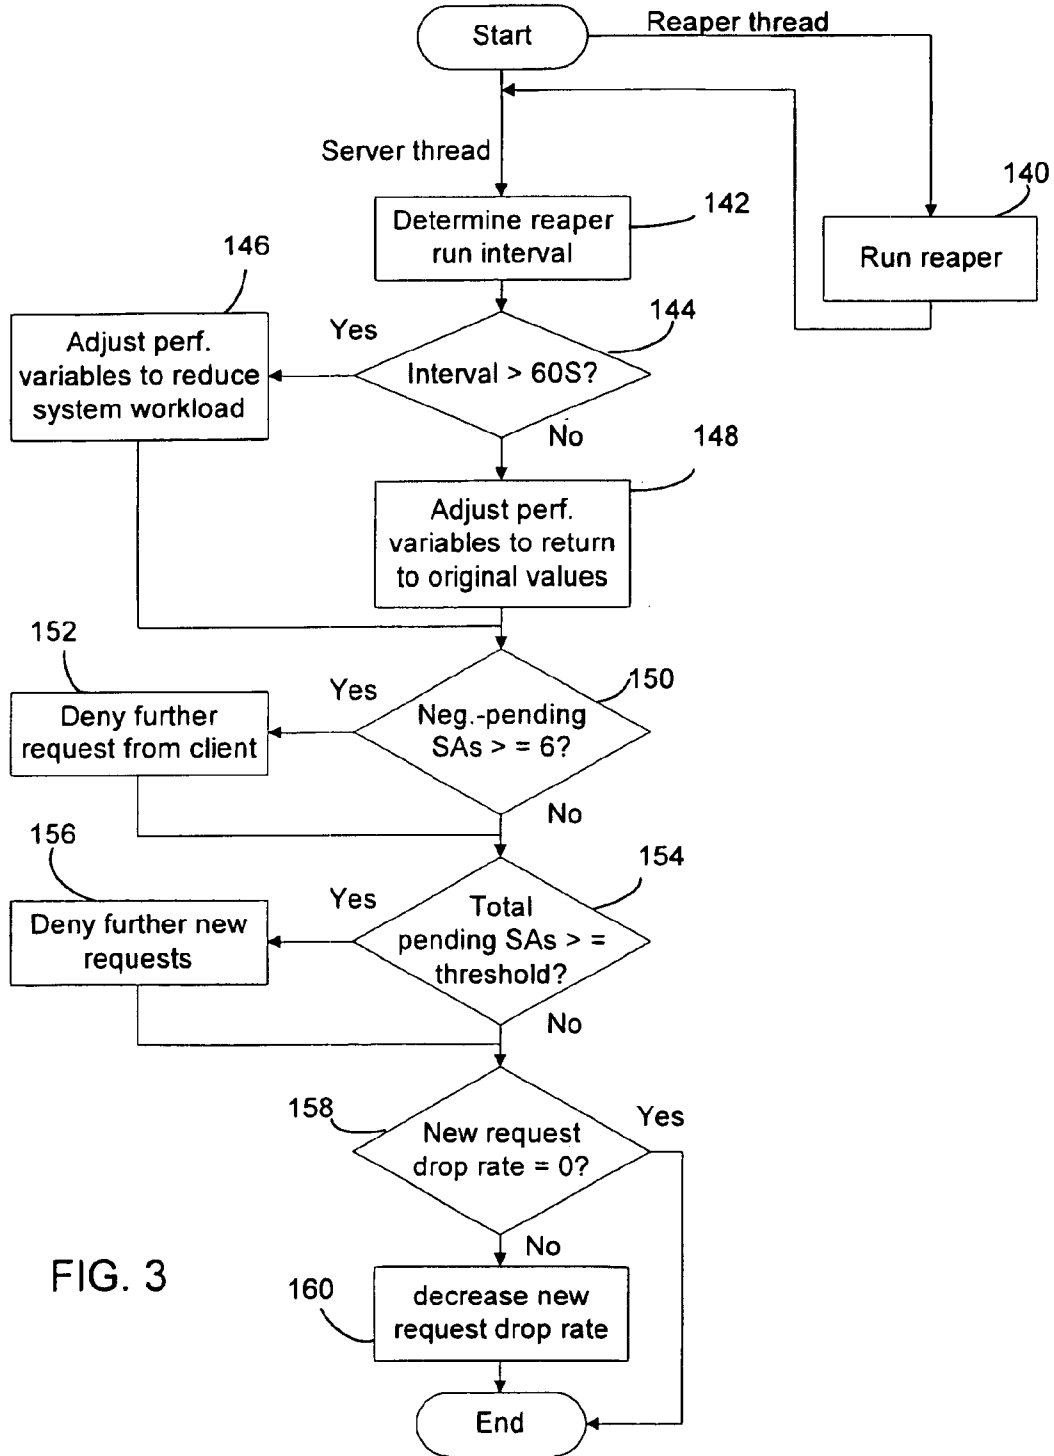 Start
Reaper thread
Server thread
140
Run reaper
142
Determine reaper
run interval
146
Adjust perf.
variables to reduce
system workload
Yes
144
Interval > 60S?
No
148
Adjust perf.
variables to return
to original values
152
Deny further
request from client
Yes
150
Neg.-pending
SAs > = 6?
No
156
Deny further new
requests
Yes
154
Total
pending SAs > =
threshold?
No
158
New request
drop rate = 0?
Yes
No
FIG. 3
160
decrease new
request drop rate
End